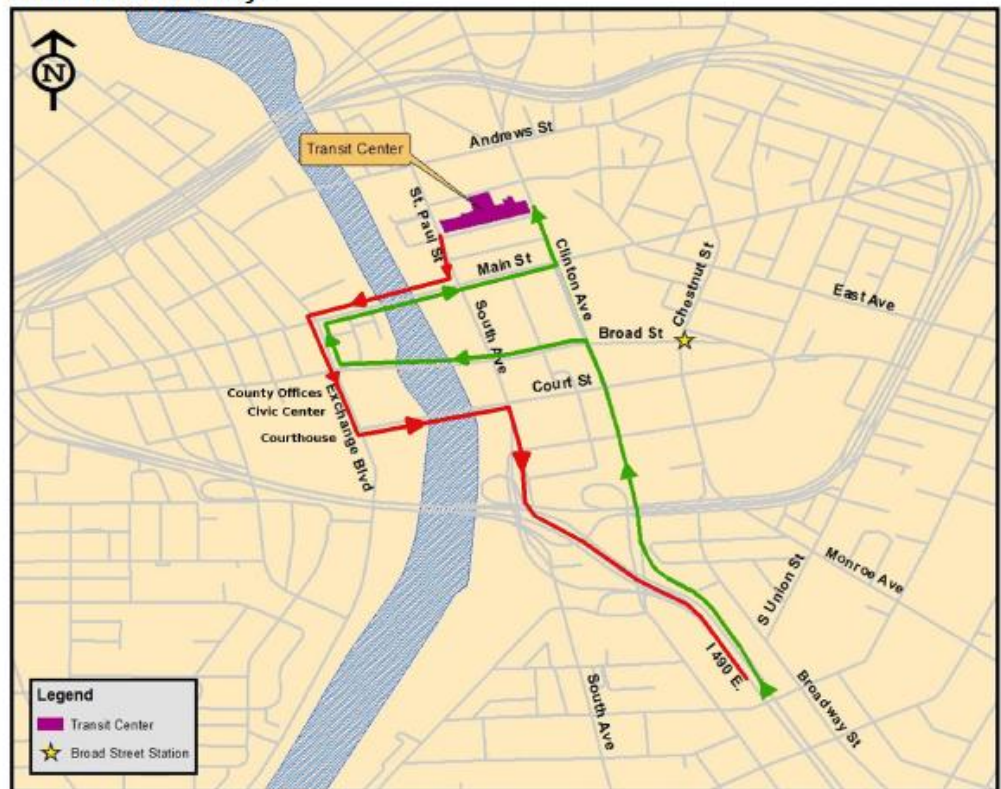 N
Andrews St
Transit Center
St. Paul St
Main St
Clinton Ave
Chestnut St
East Ave
South Ave
Broad St
Court St
County Offices
Civic Center
Courthouse
Exchange Blvd
Monroe Ave
S Union St
I 490 E.
Broadway St
South Ave
Legend
Transit Center
Broad Street Station